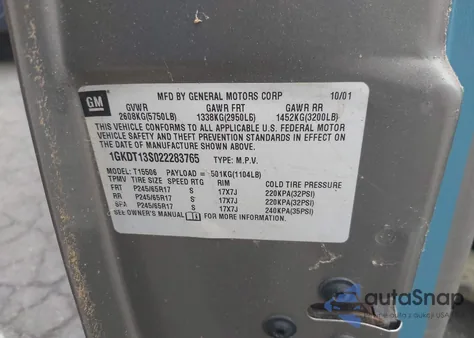 GM
MFD BY GENERAL MOTORS CORP 10/01
GVWR GAWR FRT GAWR RR
2608KG(5750LB) 1338KG(2950LB) 1452KG(3200LB)
THIS VEHICLE CONFORMS TO ALL APPLICABLE U.S. FEDERAL MOTOR
VEHICLE SAFETY AND THEFT PREVENTION STANDARDS IN EFFECT ON
THE DATE OF MANUFACTURE SHOWN ABOVE.
1GKDT13S022283765 TYPE: M.P.V.
MODEL: T15506 PAYLOAD = 501KG(1104LB)
TPMV TIRE SIZE SPEED RTG RIM COLD TIRE PRESSURE
FRT P245/65R17 S 17X7J 220KPA(32PSI)
RR P245/65R17 S 17X7J 220KPA(32PSI)
SPA P245/65R17 S 17X7J 240KPA(35PSI)
SEE OWNER'S MANUAL FOR MORE INFORMATION.
autoSnap